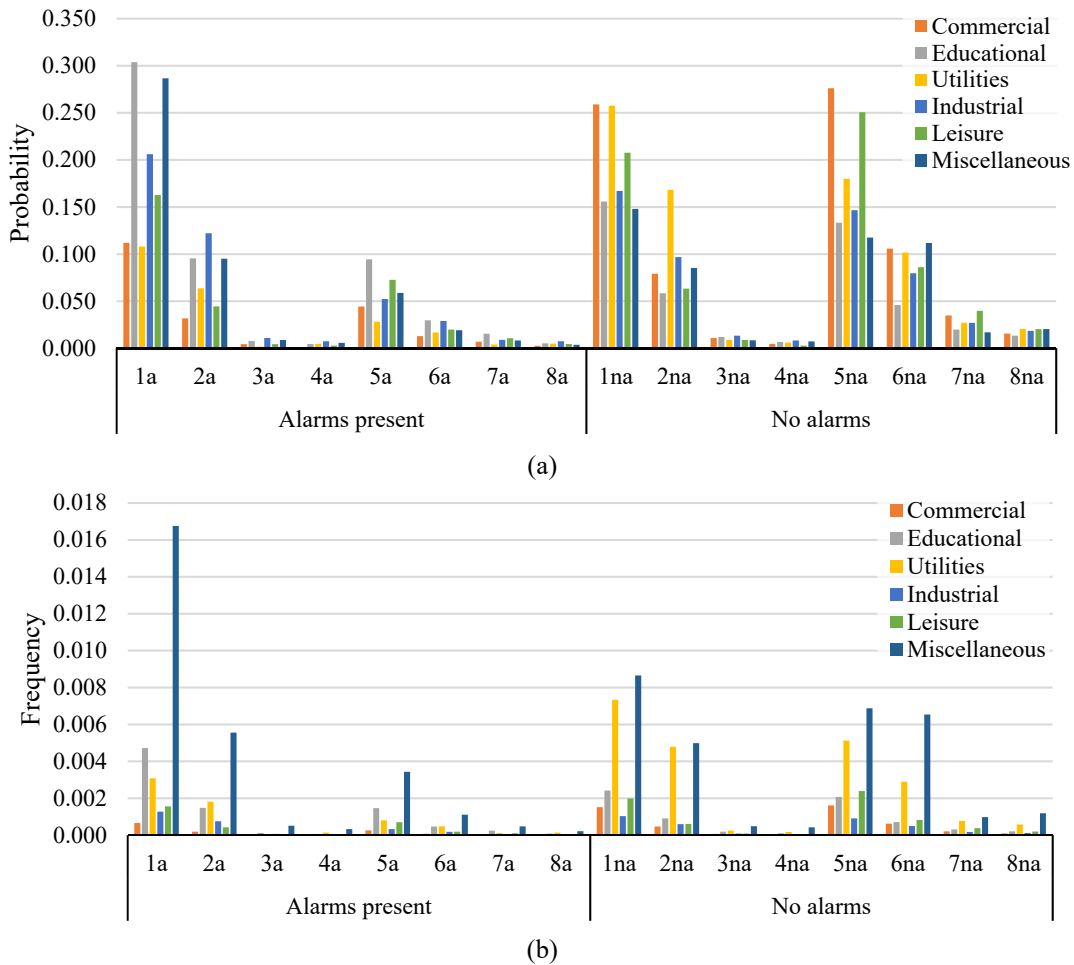 0.350
0.300
0.250
0.200
0.150
0.100
0.050
0.000
Probability
Commercial
Educational
Utilities
Industrial
Leisure
Miscellaneous
1a 2a 3a 4a 5a 6a 7a 8a 1na 2na 3na 4na 5na 6na 7na 8na
Alarms present No alarms
(a)
0.018
0.016
0.014
0.012
0.010
0.008
0.006
0.004
0.002
0.000
Frequency
Commercial
Educational
Utilities
Industrial
Leisure
Miscellaneous
1a 2a 3a 4a 5a 6a 7a 8a 1na 2na 3na 4na 5na 6na 7na 8na
Alarms present No alarms
(b)